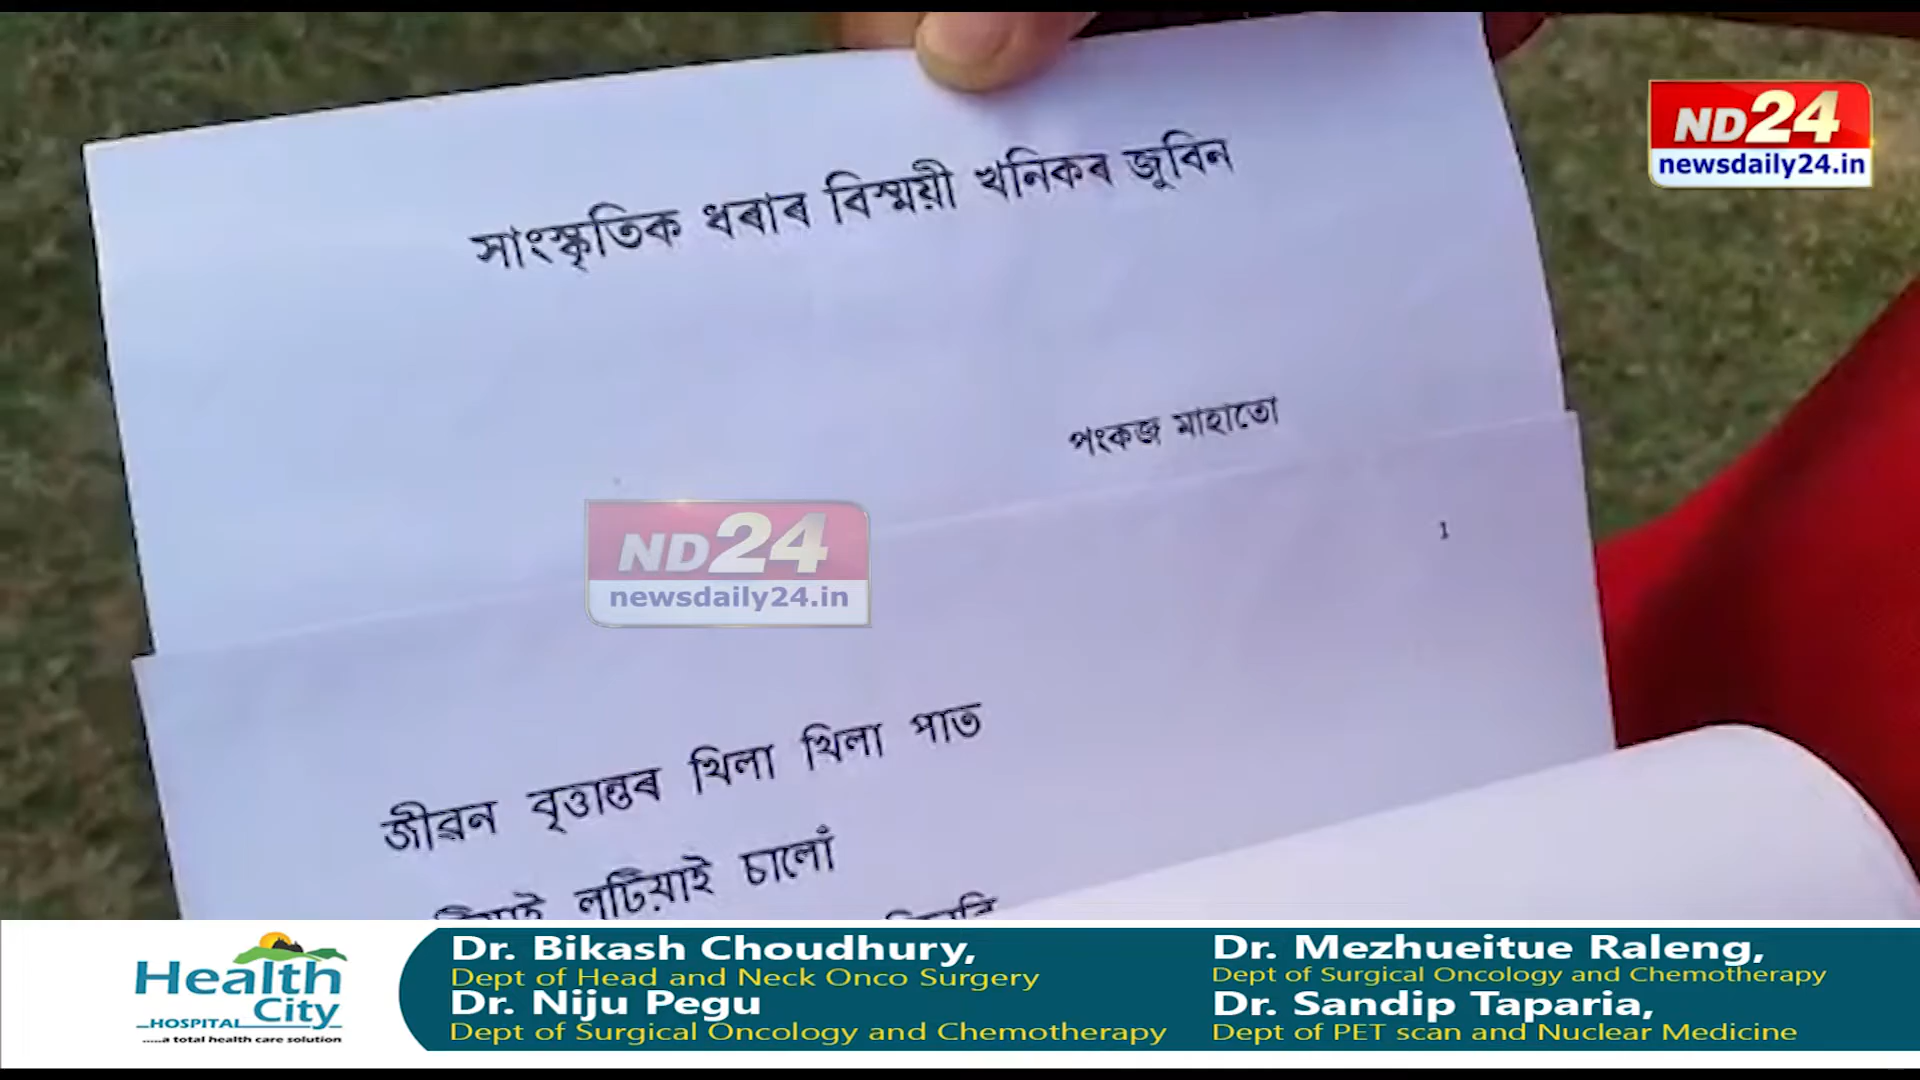 সাংস্কৃতিক ধৰাৰ বিস্ময়ী খনিকৰ জুবিন
ND24
newsdaily24.in
পংকজ মাহাতো
1
ND24
newsdaily24.in
জীৱন বৃত্তান্তৰ খিলা খিলা পাত
লুটিয়াই চালোঁ
Health City
HOSPITAL
.....a total health care solution
Dr. Bikash Choudhury,
Dept of Head and Neck Onco Surgery
Dr. Niju Pegu
Dept of Surgical Oncology and Chemotherapy
Dr. Mezhueitue Raleng,
Dept of Surgical Oncology and Chemotherapy
Dr. Sandip Taparia,
Dept of PET scan and Nuclear Medicine